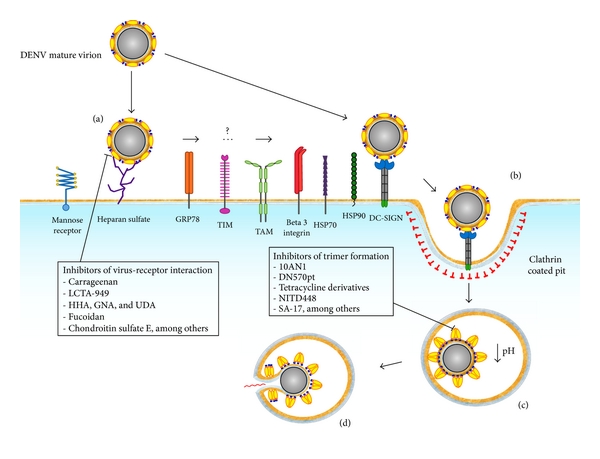 DENV mature virion
(a)
?
...
(b)
Mannose
receptor
Heparan sulfate
GRP78
TIM
TAM
Beta 3
integrin
HSP70
HSP90
DC-SIGN
Clathrin
coated pit
Inhibitors of virus-receptor interaction
- Carrageenan
- LCTA-949
- HHA, GNA, and UDA
- Fucoidan
- Chondroitin sulfate E, among others
Inhibitors of trimer formation
- 10AN1
- DN570pt
- Tetracycline derivatives
- NITD448
- SA-17, among others
pH
(c)
(d)